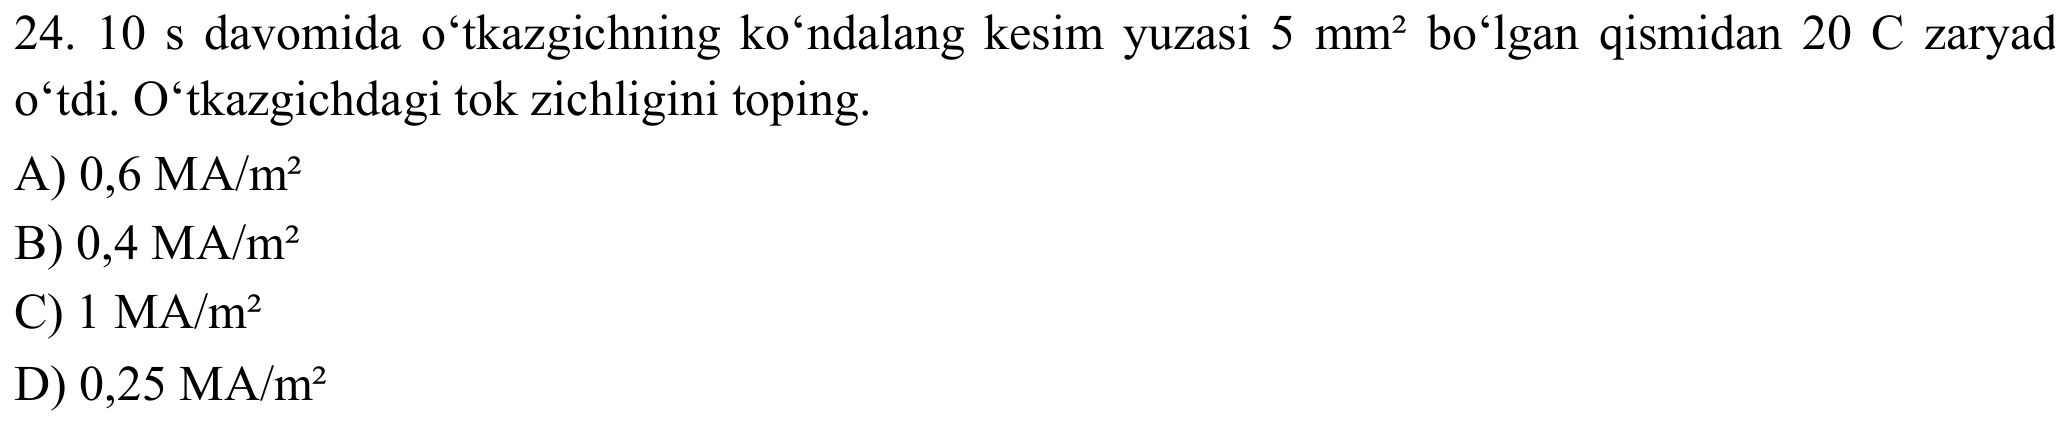 24. 10 s davomida o‘tkazgichning ko‘ndalang kesim yuzasi 5 mm² bo‘lgan qismidan 20 C zaryad
o‘tdi. O‘tkazgichdagi tok zichligini toping.
A) 0,6 MA/m²
B) 0,4 MA/m²
C) 1 MA/m²
D) 0,25 MA/m²